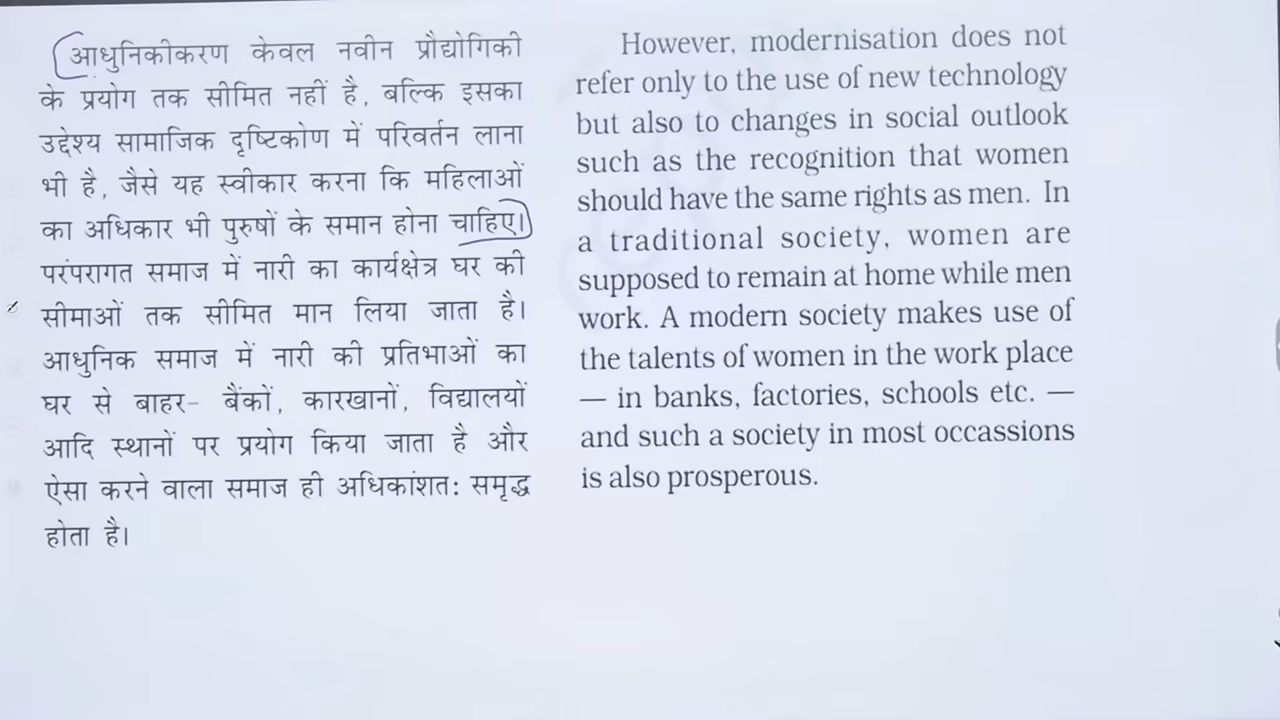 आधुनिकीकरण केवल नवीन प्रौद्योगिकी
के प्रयोग तक सीमित नहीं है, बल्कि इसका
उद्देश्य सामाजिक दृष्टिकोण में परिवर्तन लाना
भी है, जैसे यह स्वीकार करना कि महिलाओं
का अधिकार भी पुरुषों के समान होना चाहिए।
परंपरागत समाज में नारी का कार्यक्षेत्र घर की
सीमाओं तक सीमित मान लिया जाता है।
आधुनिक समाज में नारी की प्रतिभाओं का
घर से बाहर- बैंकों, कारखानों, विद्यालयों
आदि स्थानों पर प्रयोग किया जाता है और
ऐसा करने वाला समाज ही अधिकांशत: समृद्ध
होता है।
However, modernisation does not
refer only to the use of new technology
but also to changes in social outlook
such as the recognition that women
should have the same rights as men. In
a traditional society, women are
supposed to remain at home while men
work. A modern society makes use of
the talents of women in the work place
— in banks, factories, schools etc. —
and such a society in most occassions
is also prosperous.